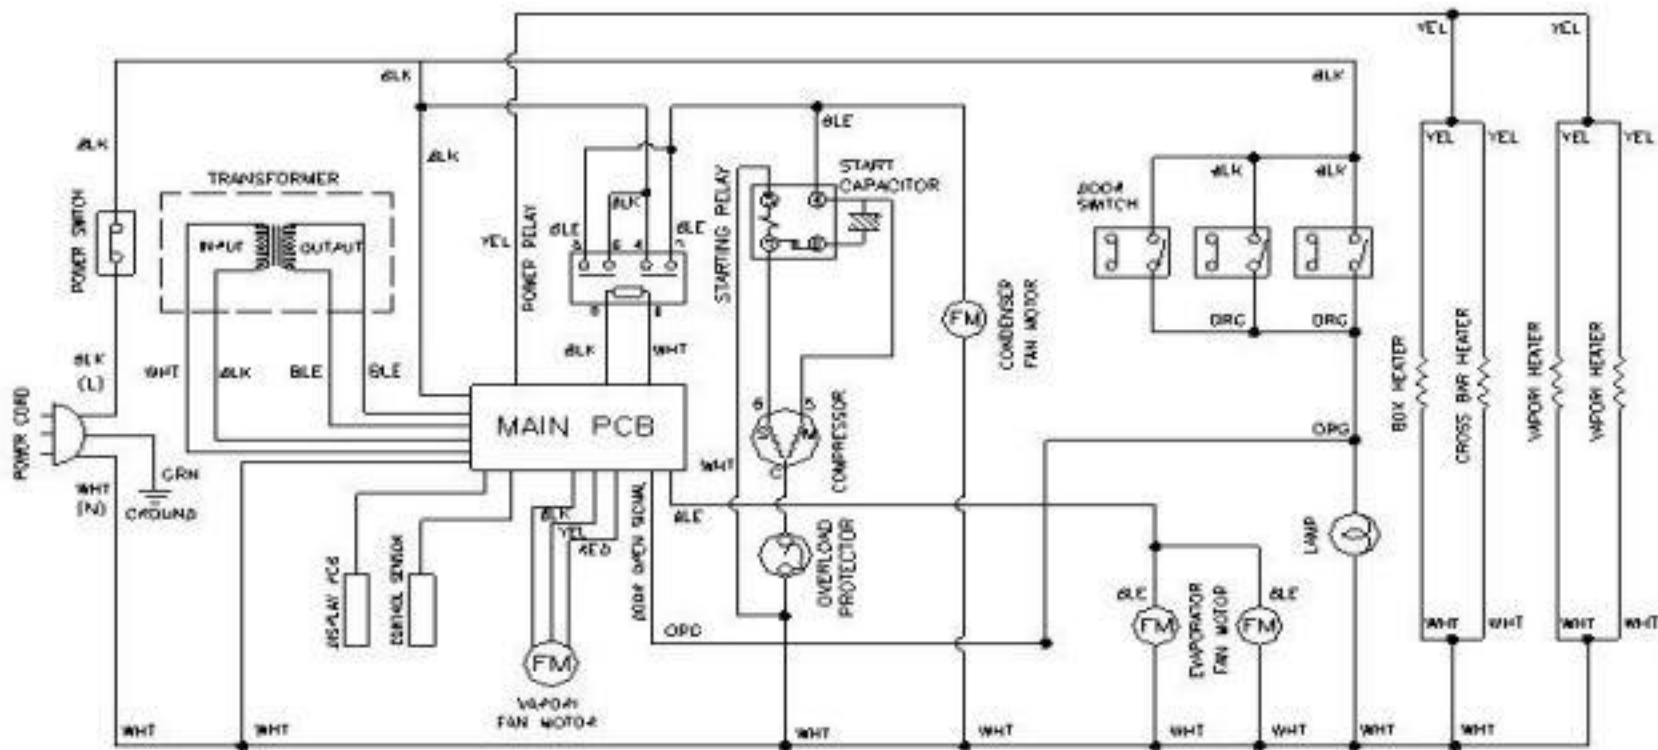 YEL
YEL
BLK
BLK
BLK
BLE
BLK
YEL
YEL
YEL
YEL
TRANSFORMER
START
CAPACITOR
BLK
BLK
DOOR
SWITCH
POWER SWITCH
INPUT
OUTPUT
YEL
POWER RELAY
BLE
BLK
BLE
STARTING RELAY
CONDENSER
FAN MOTOR
FM
ORG
ORG
BLK
(L)
WHT
BLK
BLE
BLE
BLK
WHT
BOX HEATER
CROSS BAR HEATER
VAPORI HEATER
VAPORI HEATER
POWER CORD
MAIN PCB
M
C
COMPRESSOR
WHT
(N)
GRN
GROUND
WHT
BLK
YEL
RED
DOOR OPEN SIGNAL
BLE
LAMP
DISPLAY PCB
CONTROL SENSOR
OVERLOAD
PROTECTOR
BLE
BLE
FM
FM
EVAPORATOR
FAN MOTOR
WHT
WHT
WHT
WHT
FM
VAPORI
FAN MOTOR
WHT
WHT
WHT
WHT
WHT
WHT
WHT
WHT